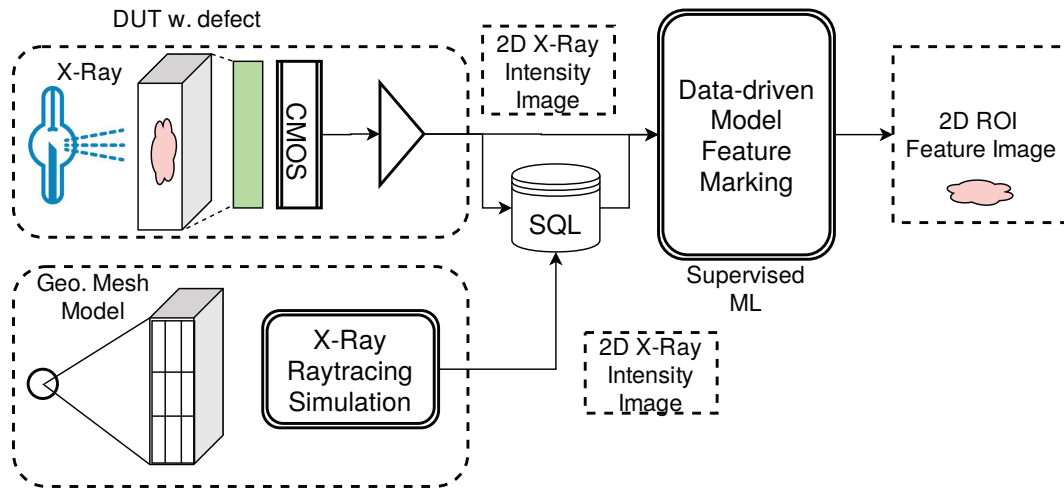 DUT w. defect
X-Ray
CMOS
2D X-Ray
Intensity
Image
SQL
Data-driven
Model
Feature
Marking
Supervised
ML
2D ROI
Feature Image
Geo. Mesh
Model
X-Ray
Raytracing
Simulation
2D X-Ray
Intensity
Image